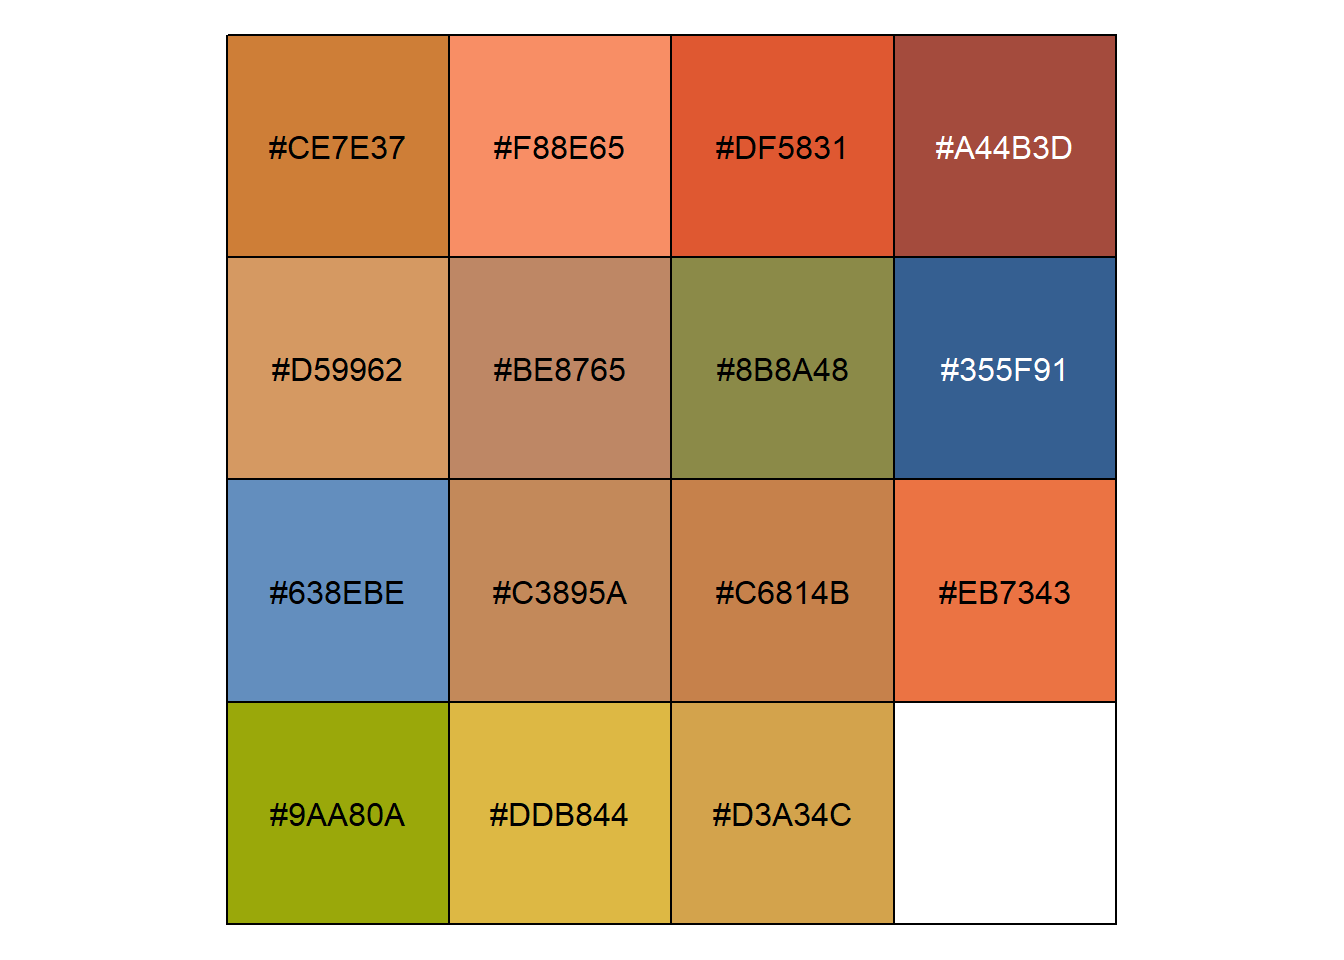 #CE7E37 #F88E65 #DF5831 #A44B3D
#D59962 #BE8765 #8B8A48 #355F91
#638EBE #C3895A #C6814B #EB7343
#9AA80A #DDB844 #D3A34C